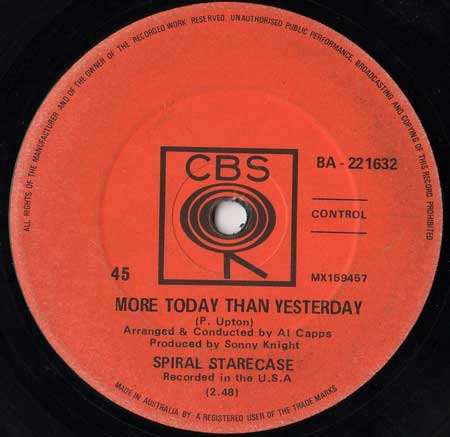 ALL RIGHTS OF THE MANUFACTURER AND OF THE OWNER OF THE RECORDED WORK RESERVED. UNAUTHORISED PUBLIC PERFORMANCE, BROADCASTING AND COPYING OF THIS RECORD PROHIBITED
CBS
BA - 221632
CONTROL
45
MX159457
MORE TODAY THAN YESTERDAY
(P. Upton)
Arranged & Conducted by Al Capps
Produced by Sonny Knight
SPIRAL STARECASE
Recorded in the U.S.A
(2.48)
MADE IN AUSTRALIA BY A REGISTERED USER OF THE TRADE MARKS